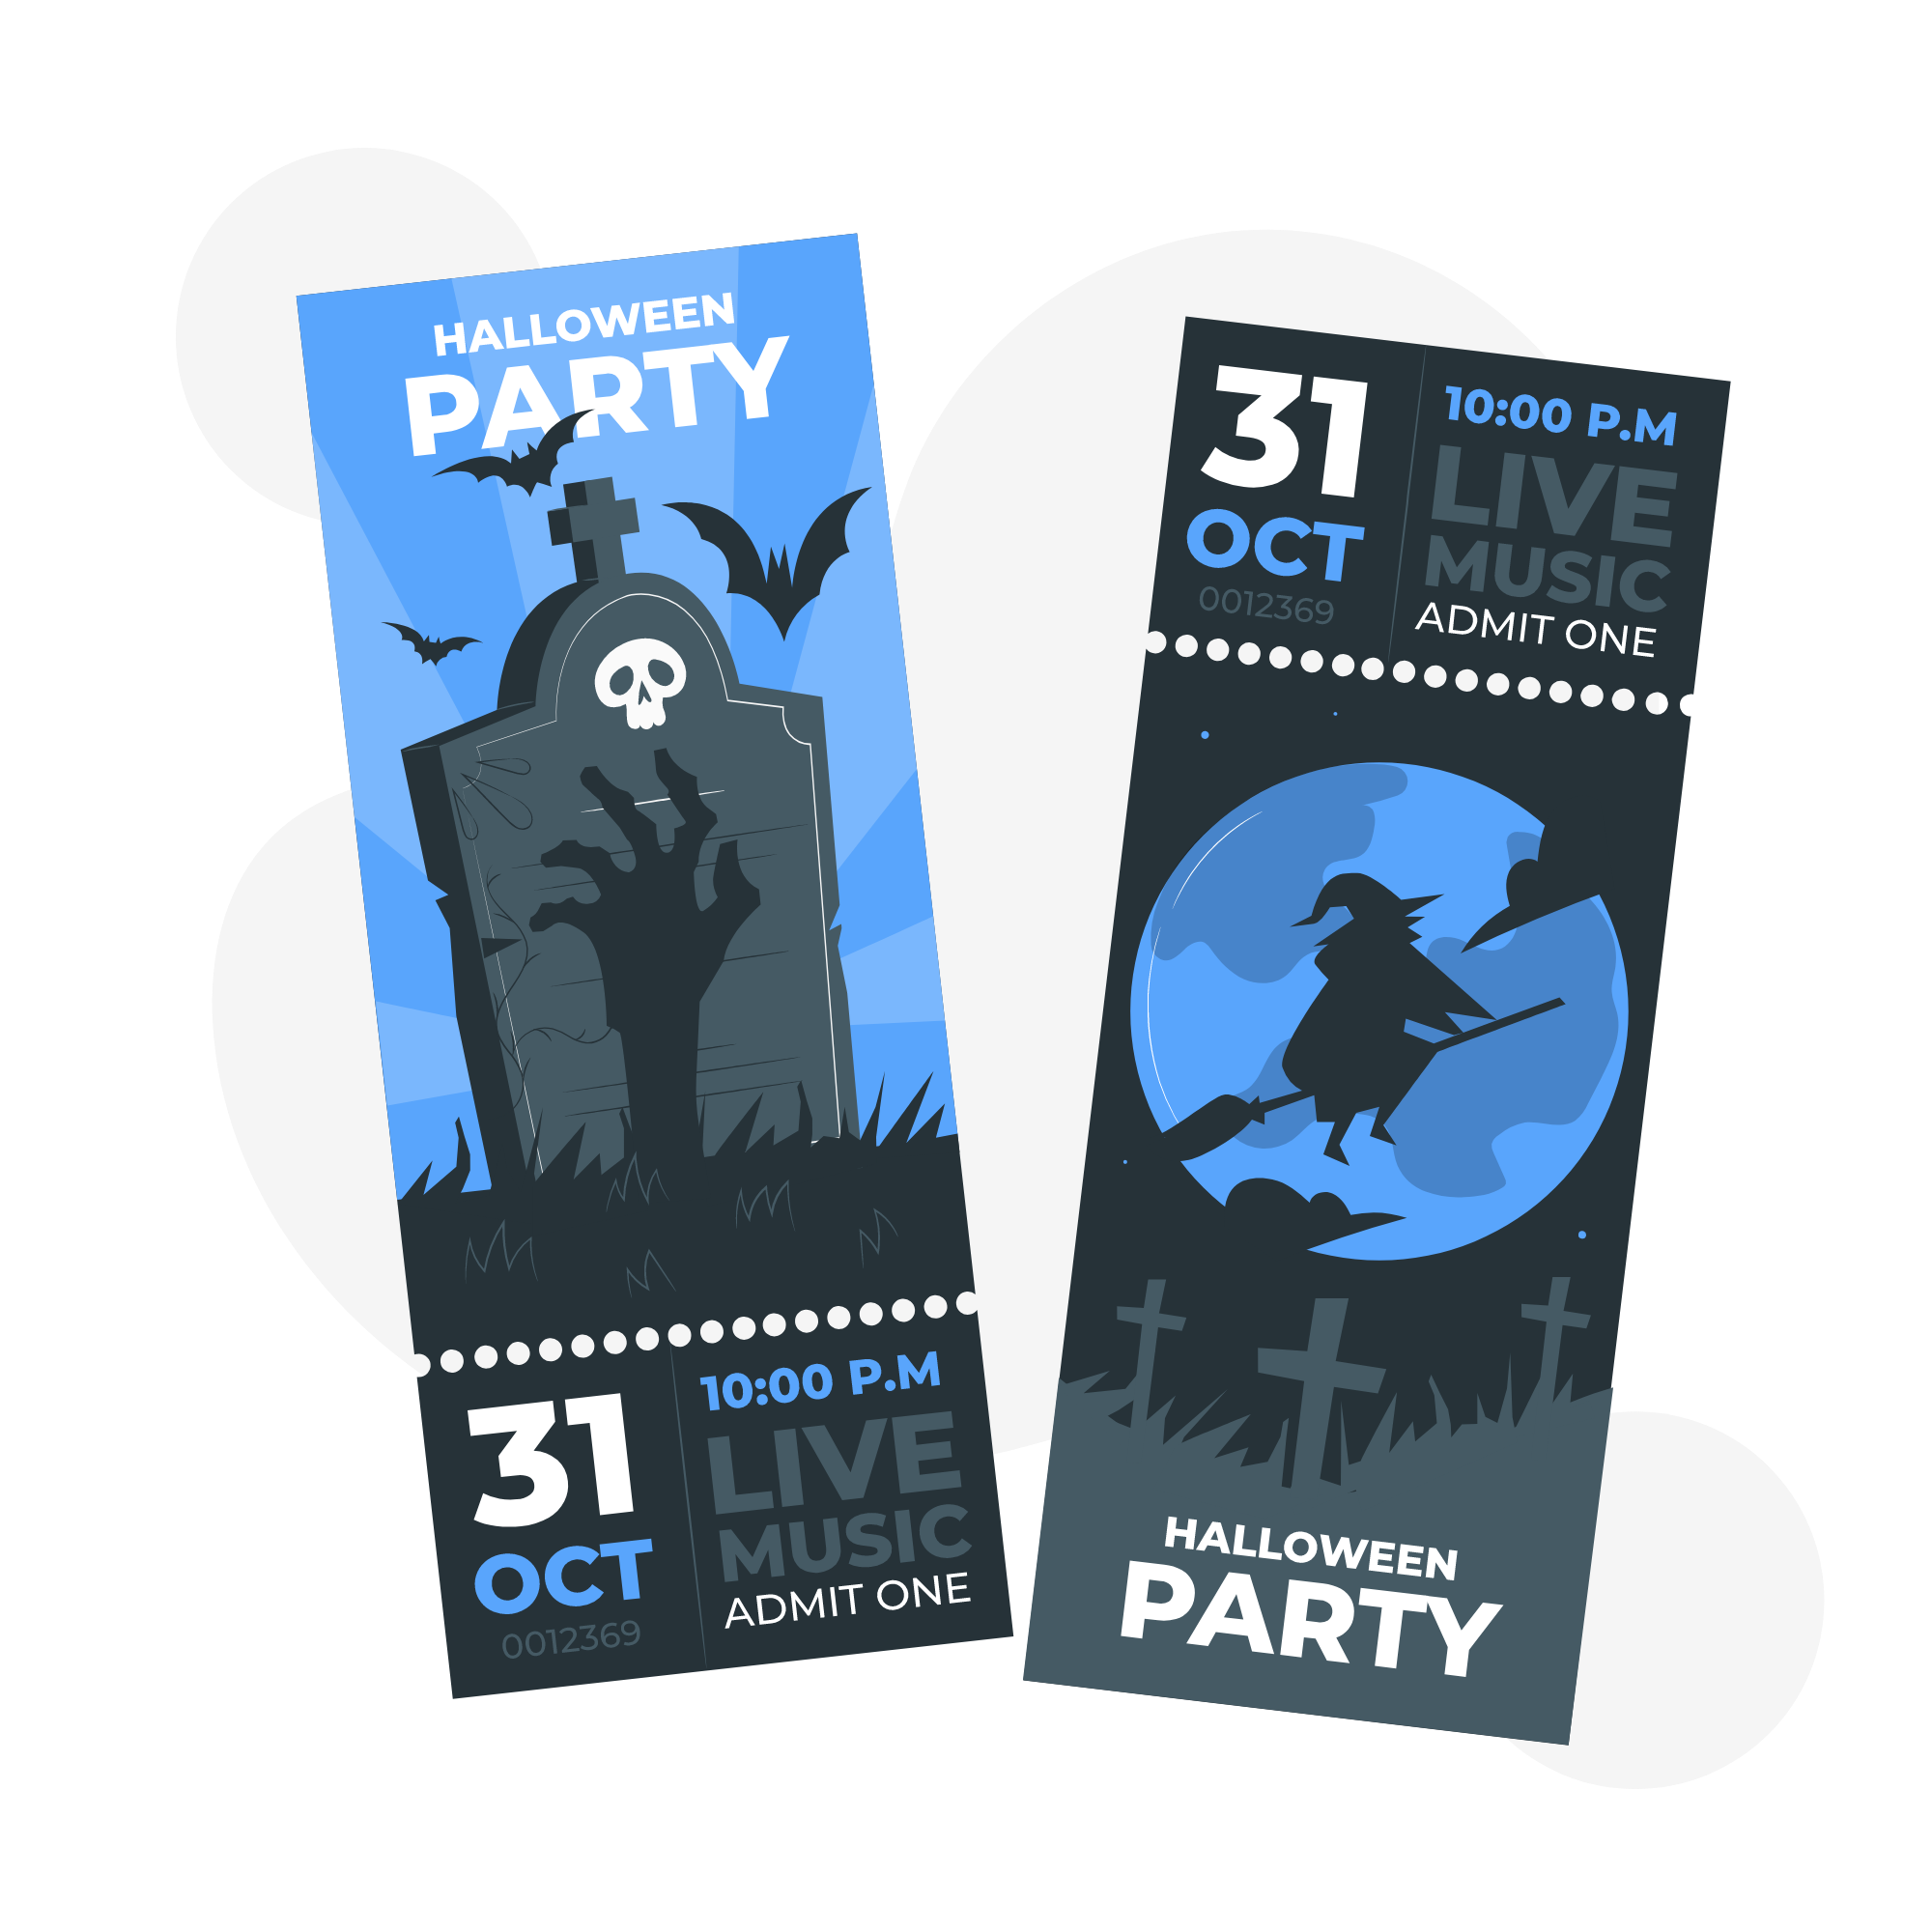 HALLOWEEN
PARTY
31
OCT
0012369
10:00 P.M
LIVE
MUSIC
ADMIT ONE
31
OCT
0012369
10:00 P.M
LIVE
MUSIC
ADMIT ONE
HALLOWEEN
PARTY